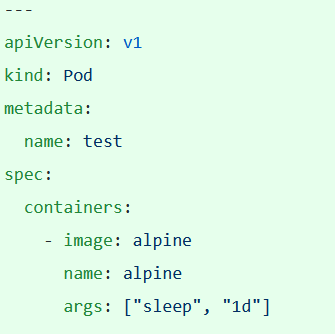 ---
apiVersion: v1
kind: Pod
metadata:
  name: test
spec:
  containers:
    - image: alpine
      name: alpine
      args: ["sleep", "1d"]